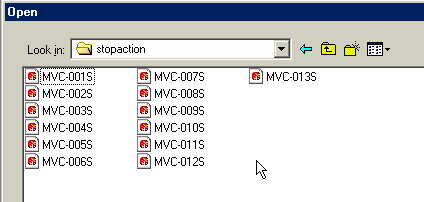 Open
Look in: stopaction
MVC-001S MVC-007S MVC-013S
MVC-002S MVC-008S
MVC-003S MVC-009S
MVC-004S MVC-010S
MVC-005S MVC-011S
MVC-006S MVC-012S